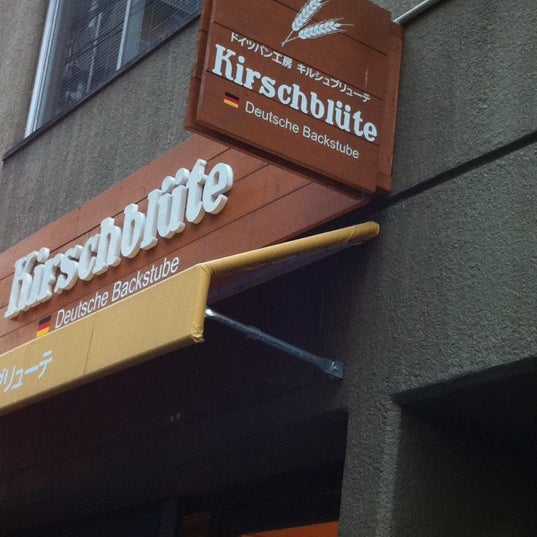 ドイツパン工房 キルシュブリューテ
Kirschblüte
Deutsche Backstube
Kirschblüte
Deutsche Backstube
ブリューテ